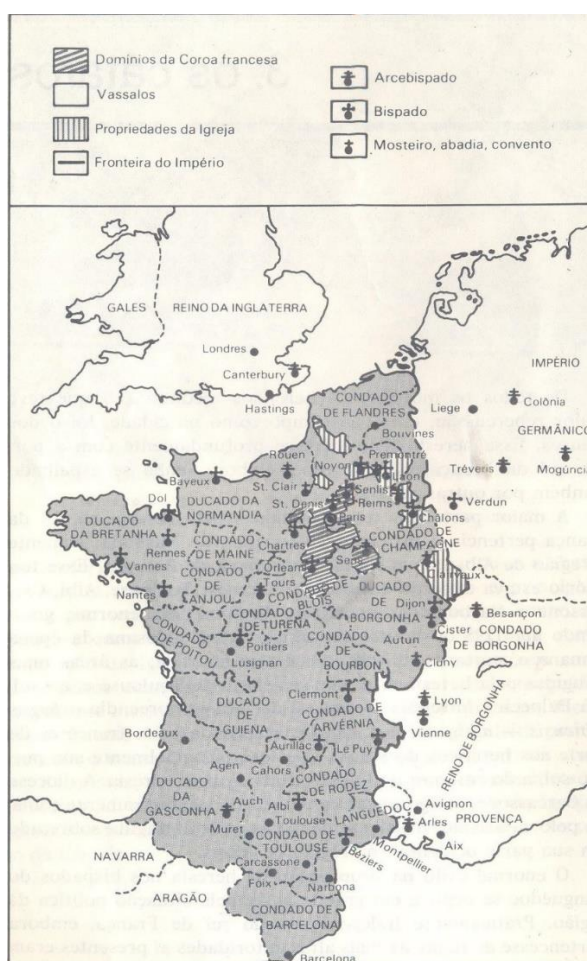 Domínios da Coroa francesa
Vassalos
Propriedades da Igreja
Fronteira do Império
Arcebispado
Bispado
Mosteiro, abadia, convento
GALES
REINO DA INGLATERRA
Londres
Canterbury
Hastings
IMPÉRIO
GERMÂNICO
Liege
Colônia
Tréveris
Mogúncia
CONDADO
DE FLANDRES
Bouvines
Rouen
Noyon
Premontré
Laon
Bayeux
St. Clair
Senlis
Reims
Verdun
Dol
DUCADO DA
NORMANDIA
St. Denis
Paris
Châlons
DUCADO
DA BRETANHA
Rennes
Vannes
CONDADO
DE MAINE
Chartres
CONDADO DE
CHAMPAGNE
Orleans
Sens
Clairvaux
Nantes
CONDADO
DE
ANJOU
Tours
CONDADO DE
BLOIS
DUCADO
DE
BORGONHA
Dijon
Besançon
CONDADO
DE TURENA
Autun
Cister
CONDADO
DE BORGONHA
CONDADO
DE POITOU
Poitiers
Lusignan
CONDADO
DE
BOURBON
Cluny
Clermont
Lyon
DUCADO
DE
GUIENA
CONDADO DE
ARVÉRNIA
Vienne
REINO DE BORGONHA
Bordeaux
Aurillac
Le Puy
Agen
Cahors
CONDADO
DE RODEZ
DUCADO
DA
GASCONHA
Auch
Albi
Avignon
Muret
Toulouse
LANGUEDOC
Arles
PROVENÇA
Aix
CONDADO DE
TOULOUSE
Béziers
Montpellier
NAVARRA
Carcassone
Foix
Narbona
ARAGÃO
CONDADO DE
BARCELONA
Barcelona